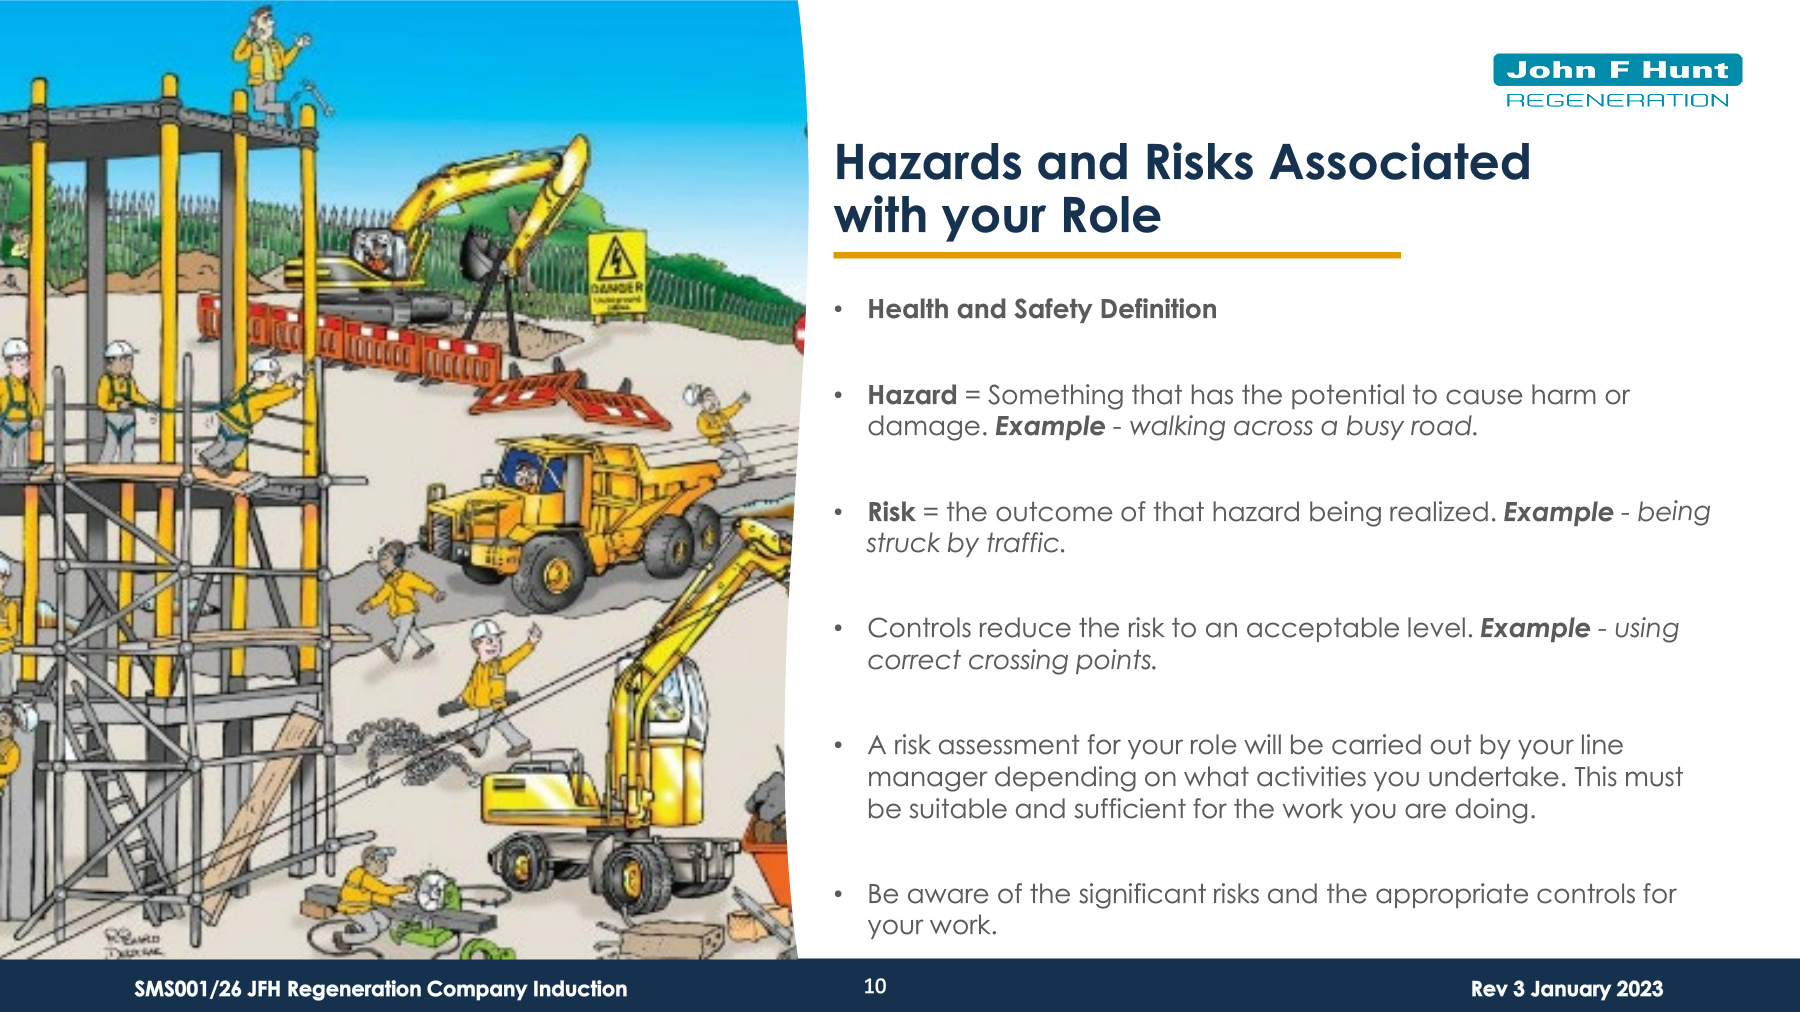 John F Hunt
REGENERATION
Hazards and Risks Associated
with your Role
• Health and Safety Definition
• Hazard = Something that has the potential to cause harm or
damage. Example - walking across a busy road.
• Risk = the outcome of that hazard being realized. Example - being
struck by traffic.
• Controls reduce the risk to an acceptable level. Example - using
correct crossing points.
• A risk assessment for your role will be carried out by your line
manager depending on what activities you undertake. This must
be suitable and sufficient for the work you are doing.
• Be aware of the significant risks and the appropriate controls for
your work.
DANGER
Underground
SMS001/26 JFH Regeneration Company Induction
10
Rev 3 January 2023